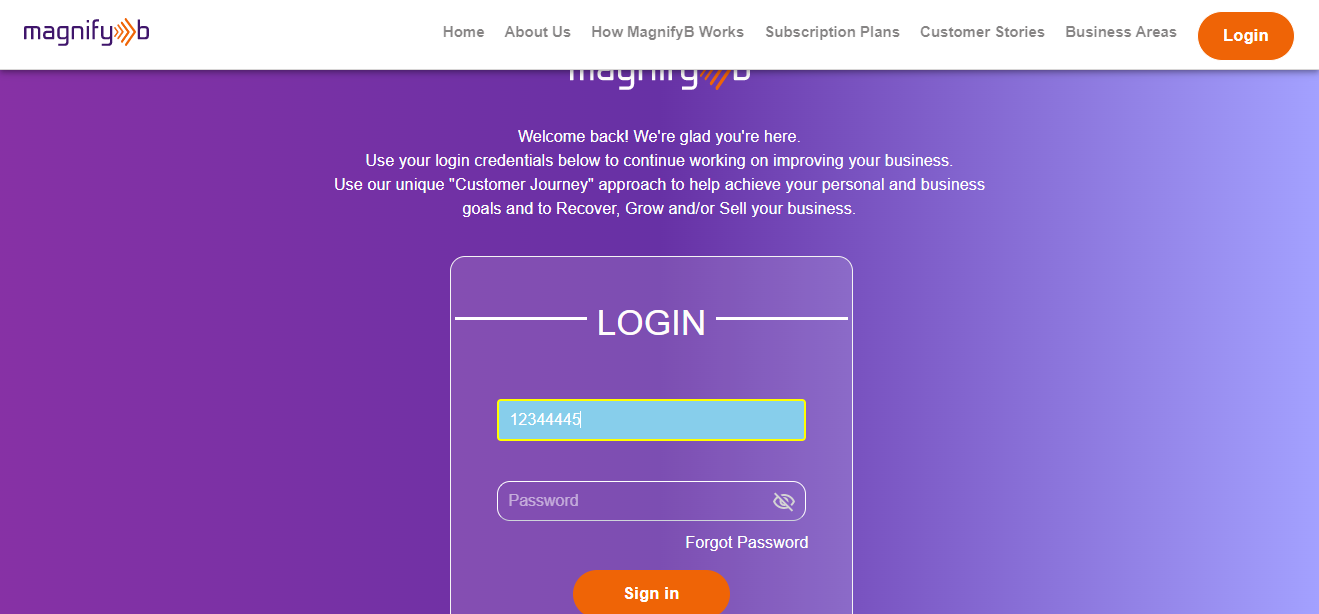 magnifyb
Home About Us How MagnifyB Works Subscription Plans Customer Stories Business Areas Login
magnifyb
Welcome back! We're glad you're here.
Use your login credentials below to continue working on improving your business.
Use our unique "Customer Journey" approach to help achieve your personal and business
goals and to Recover, Grow and/or Sell your business.
LOGIN
12344445
Password
Forgot Password
Sign in